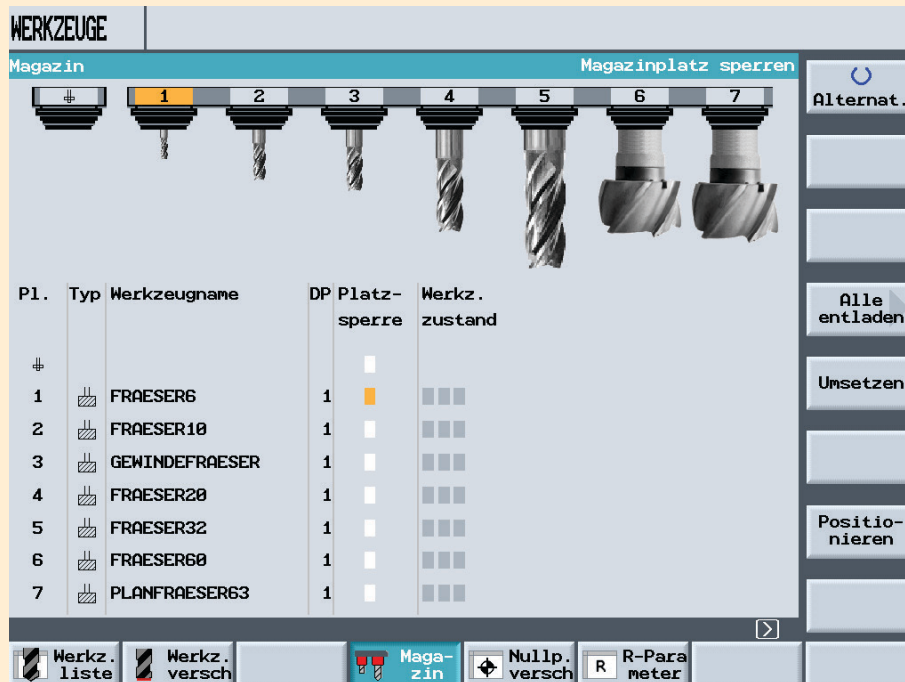 WERKZEUGE
Magazin Magazinplatz sperren
1 2 3 4 5 6 7
Pl. Typ Werkzeugname DP Platz- Werkz.
sperre zustand
1 FRAESER6 1
2 FRAESER10 1
3 GEWINDEFRAESER 1
4 FRAESER20 1
5 FRAESER32 1
6 FRAESER60 1
7 PLANFRAESER63 1
Alternat.
Alle
entladen
Umsetzen
Positio-
nieren
Werkz.
liste
Werkz.
versch
Maga-
zin
Nullp.
versch
R
R-Para
meter